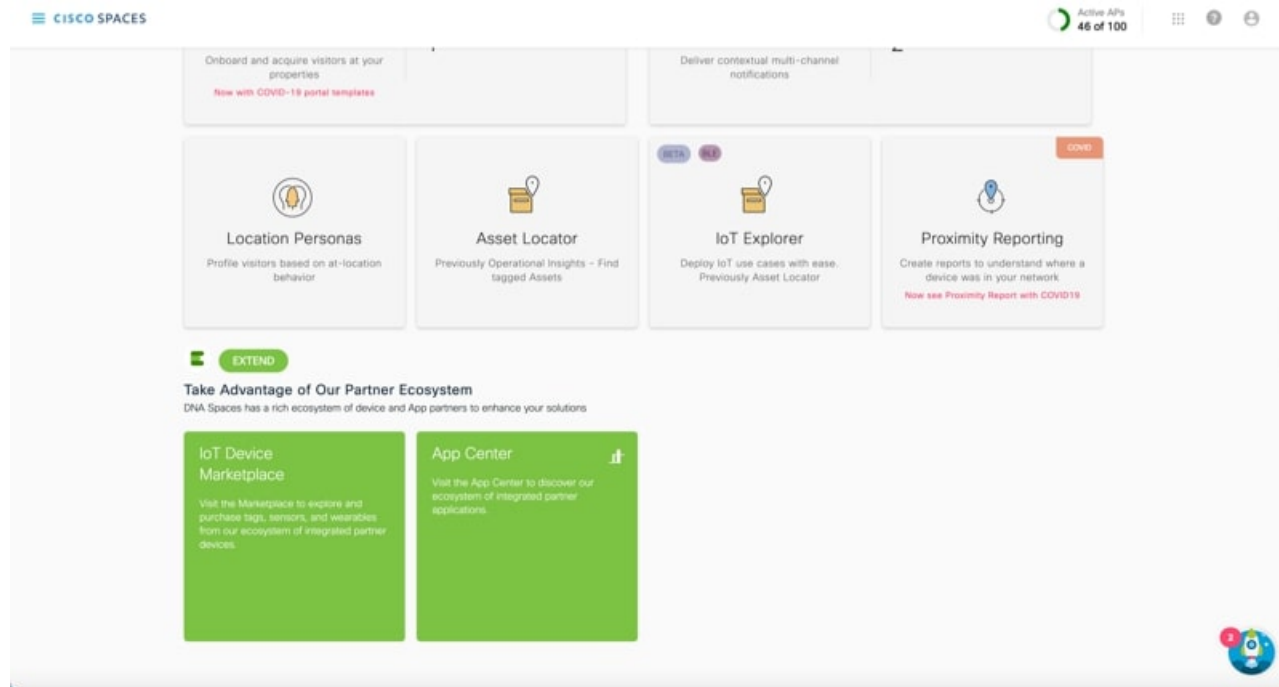 CISCO SPACES
Active APs
46 of 100
Onboard and acquire visitors at your
properties
Now with COVID-19 portal templates
Deliver contextual multi-channel
notifications
Location Personas
Profile visitors based on at-location
behavior
Asset Locator
Previously Operational Insights - Find
tagged Assets
BETA
BLE
IoT Explorer
Deploy IoT use cases with ease.
Previously Asset Locator
COVID
Proximity Reporting
Create reports to understand where a
device was in your network
Now see Proximity Report with COVID19
EXTEND
Take Advantage of Our Partner Ecosystem
DNA Spaces has a rich ecosystem of device and App partners to enhance your solutions
IoT Device
Marketplace
Visit the Marketplace to explore and
purchase tags, sensors, and wearables
from our ecosystem of integrated partner
devices.
App Center
Visit the App Center to discover our
ecosystem of integrated partner
applications.
2